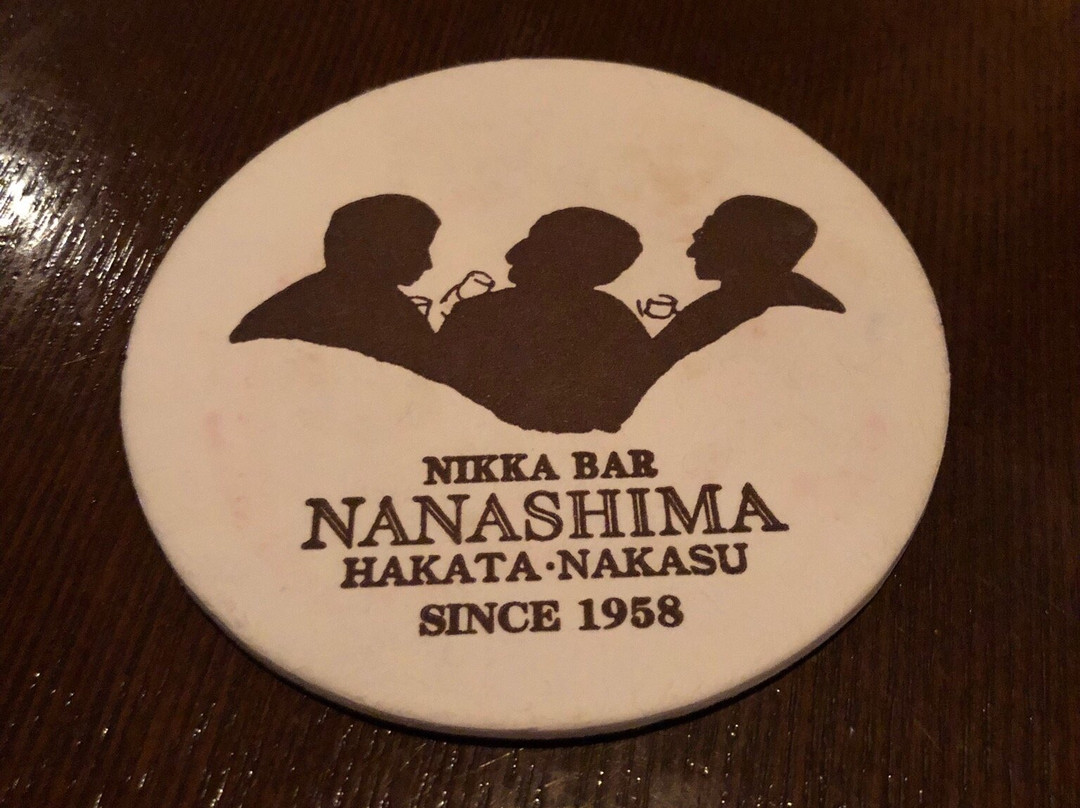 NIKKA BAR
NANASHIMA
HAKATA·NAKASU
SINCE 1958